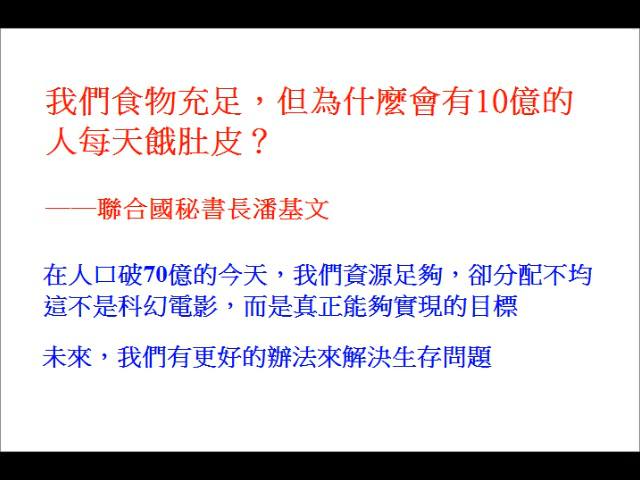 我們食物充足，但為什麼會有10億的
人每天餓肚皮？
——聯合國秘書長潘基文
在人口破70億的今天，我們資源足夠，卻分配不均
這不是科幻電影，而是真正能夠實現的目標
未來，我們有更好的辦法來解決生存問題